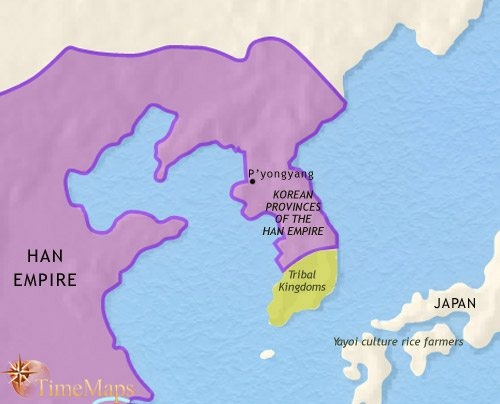 P'yongyang
KOREAN
PROVINCES
OF THE
HAN EMPIRE
HAN
EMPIRE
Tribal
Kingdoms
JAPAN
Yayoi culture rice farmers
TimeMaps